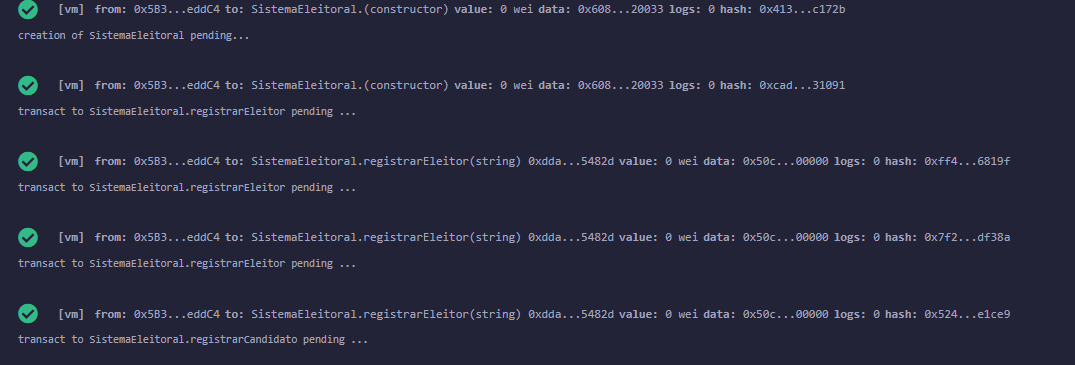 [vm] from: 0x5B3...eddC4 to: SistemaEleitoral.(constructor) value: 0 wei data: 0x608...20033 logs: 0 hash: 0x413...c172b
creation of SistemaEleitoral pending...
[vm] from: 0x5B3...eddC4 to: SistemaEleitoral.(constructor) value: 0 wei data: 0x608...20033 logs: 0 hash: 0xcad...31091
transact to SistemaEleitoral.registrarEleitor pending ...
[vm] from: 0x5B3...eddC4 to: SistemaEleitoral.registrarEleitor(string) 0xdda...5482d value: 0 wei data: 0x50c...00000 logs: 0 hash: 0xff4...6819f
transact to SistemaEleitoral.registrarEleitor pending ...
[vm] from: 0x5B3...eddC4 to: SistemaEleitoral.registrarEleitor(string) 0xdda...5482d value: 0 wei data: 0x50c...00000 logs: 0 hash: 0x7f2...df38a
transact to SistemaEleitoral.registrarEleitor pending ...
[vm] from: 0x5B3...eddC4 to: SistemaEleitoral.registrarEleitor(string) 0xdda...5482d value: 0 wei data: 0x50c...00000 logs: 0 hash: 0x524...e1ce9
transact to SistemaEleitoral.registrarCandidato pending ...